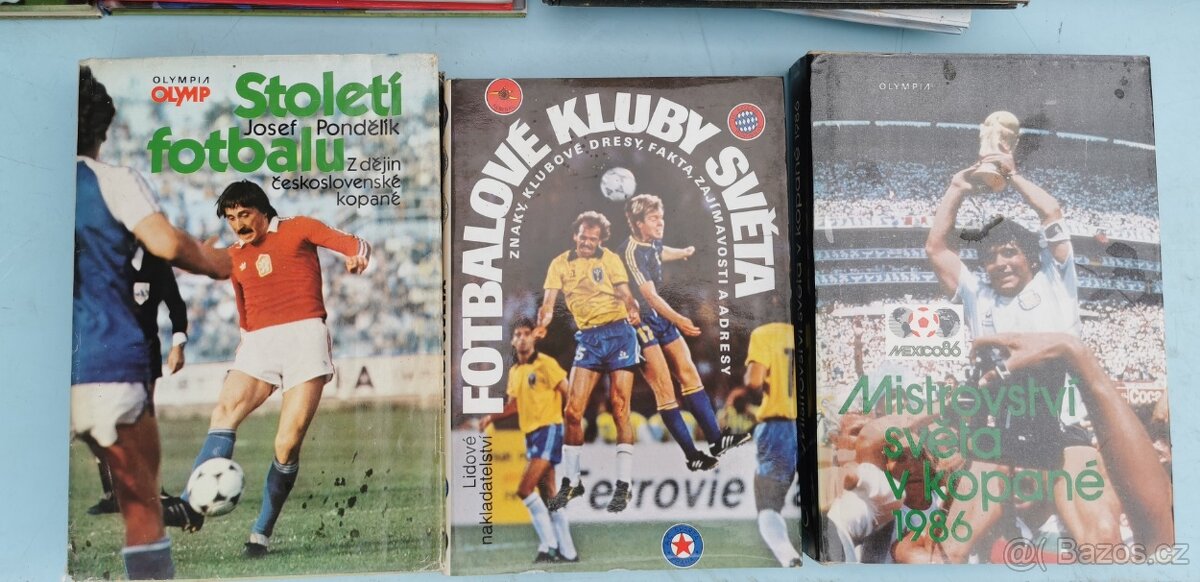 OLYMPIA
OLYMP
Století
Josef Pondělík
fotbalu
Z dějin
československé
kopané
FOTBALOVÉ KLUBY SVĚTA
ZNAKY, KLUBOVÉ DRESY, FAKTA, ZAJÍMAVOSTI A ADRESY
Lidové
nakladatelství
OLYMPIA
MEXICO86
Mistrovství
světa
v kopané
1986
Bazos.cz